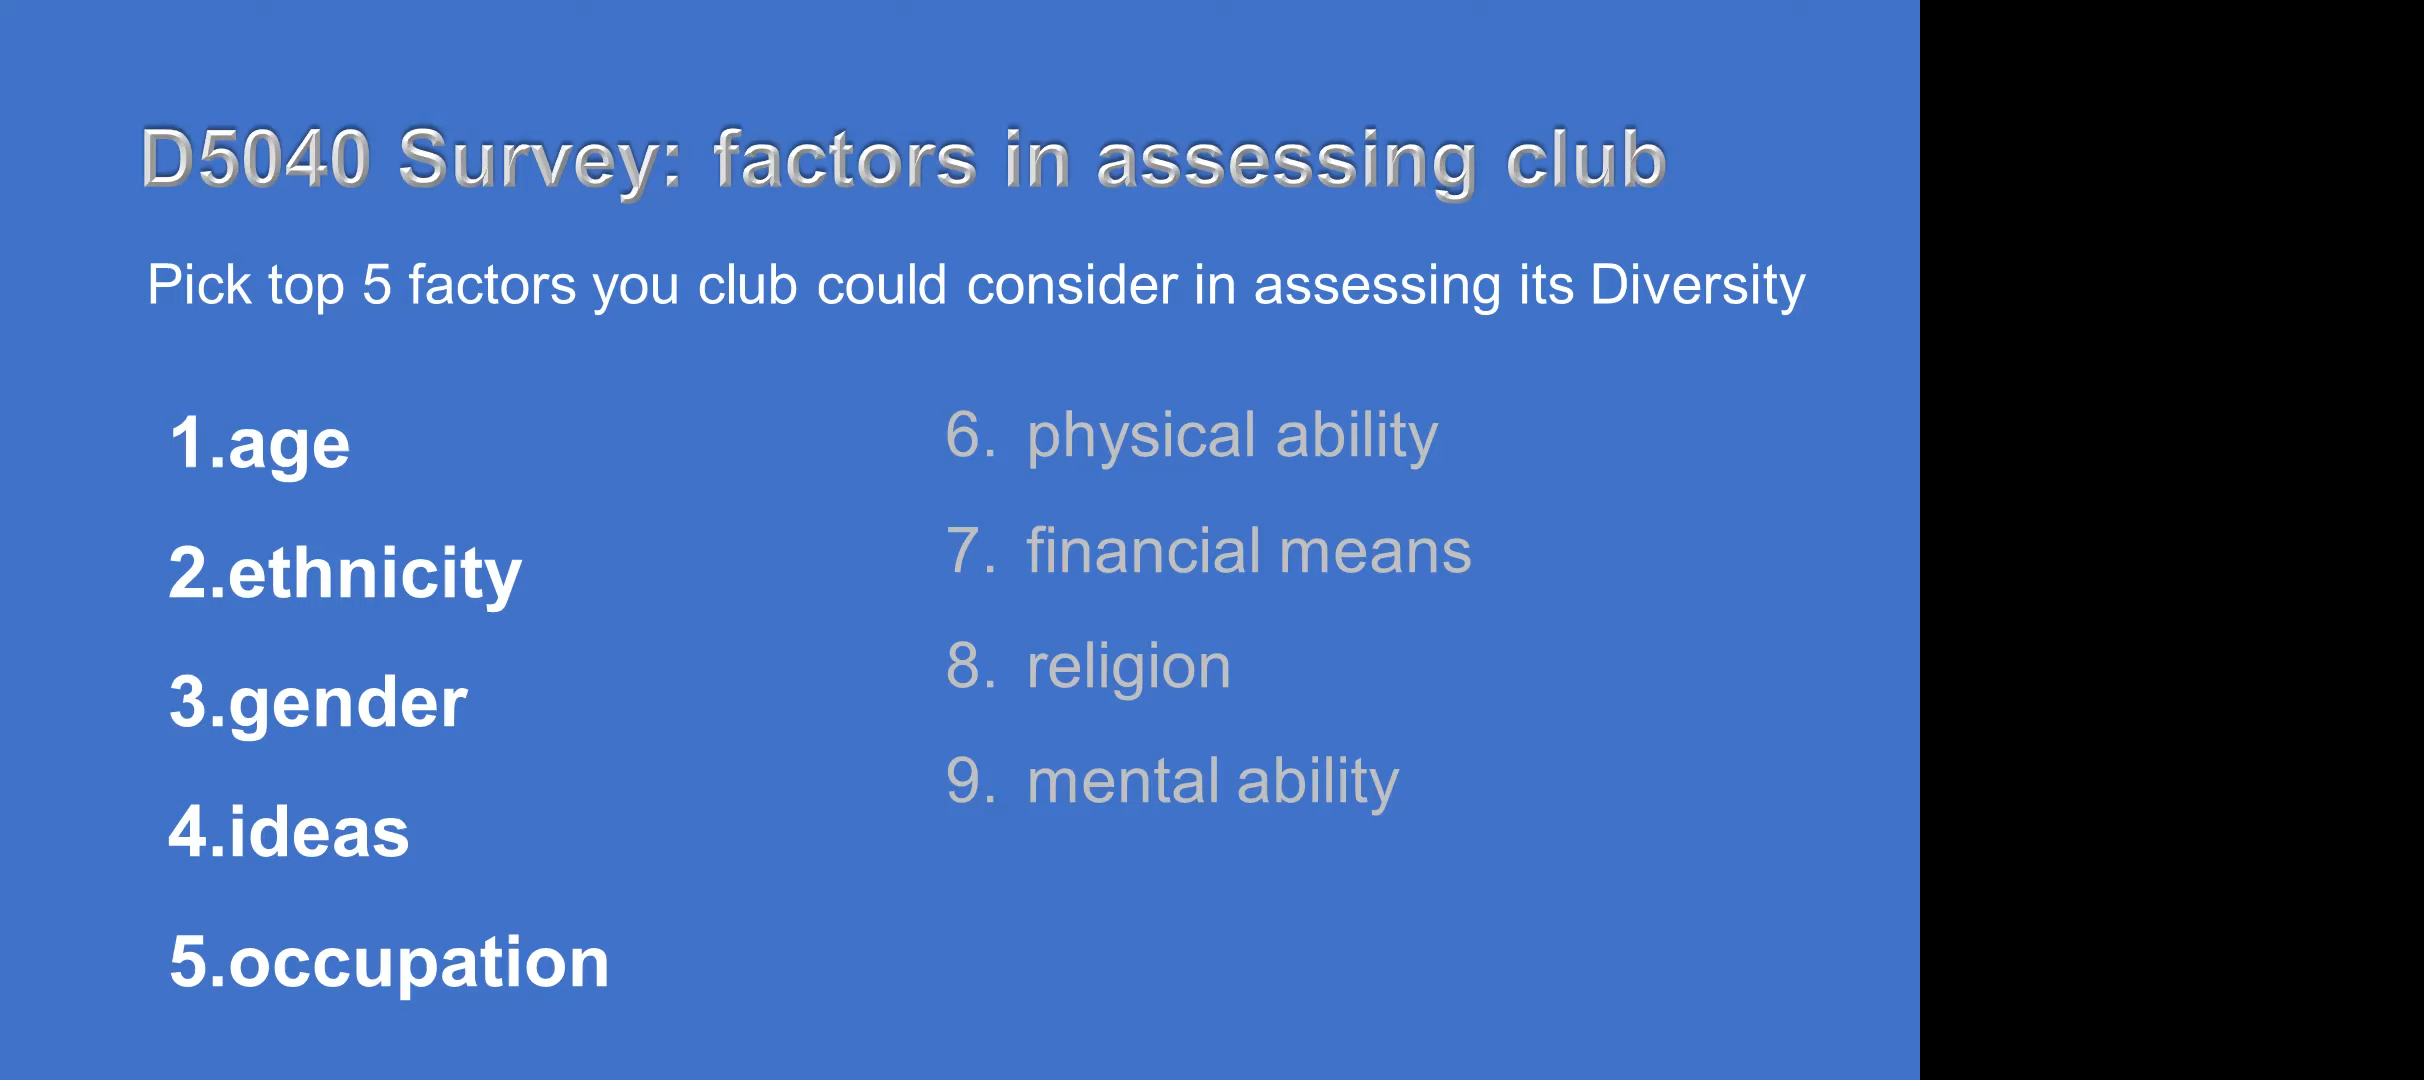 D5040 Survey: factors in assessing club
Pick top 5 factors you club could consider in assessing its Diversity
1.age
2.ethnicity
3.gender
4.ideas
5.occupation
6. physical ability
7. financial means
8. religion
9. mental ability